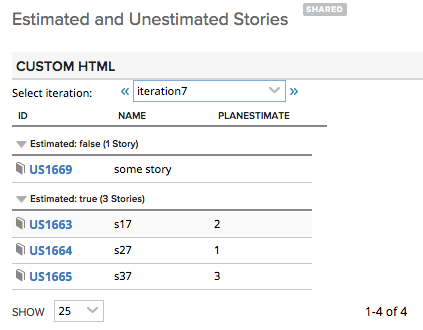 Estimated and Unestimated Stories SHARED
CUSTOM HTML
Select iteration: « iteration7 »
ID NAME PLANESTIMATE
Estimated: false (1 Story)
US1669 some story
Estimated: true (3 Stories)
US1663 s17 2
US1664 s27 1
US1665 s37 3
SHOW 25 1-4 of 4